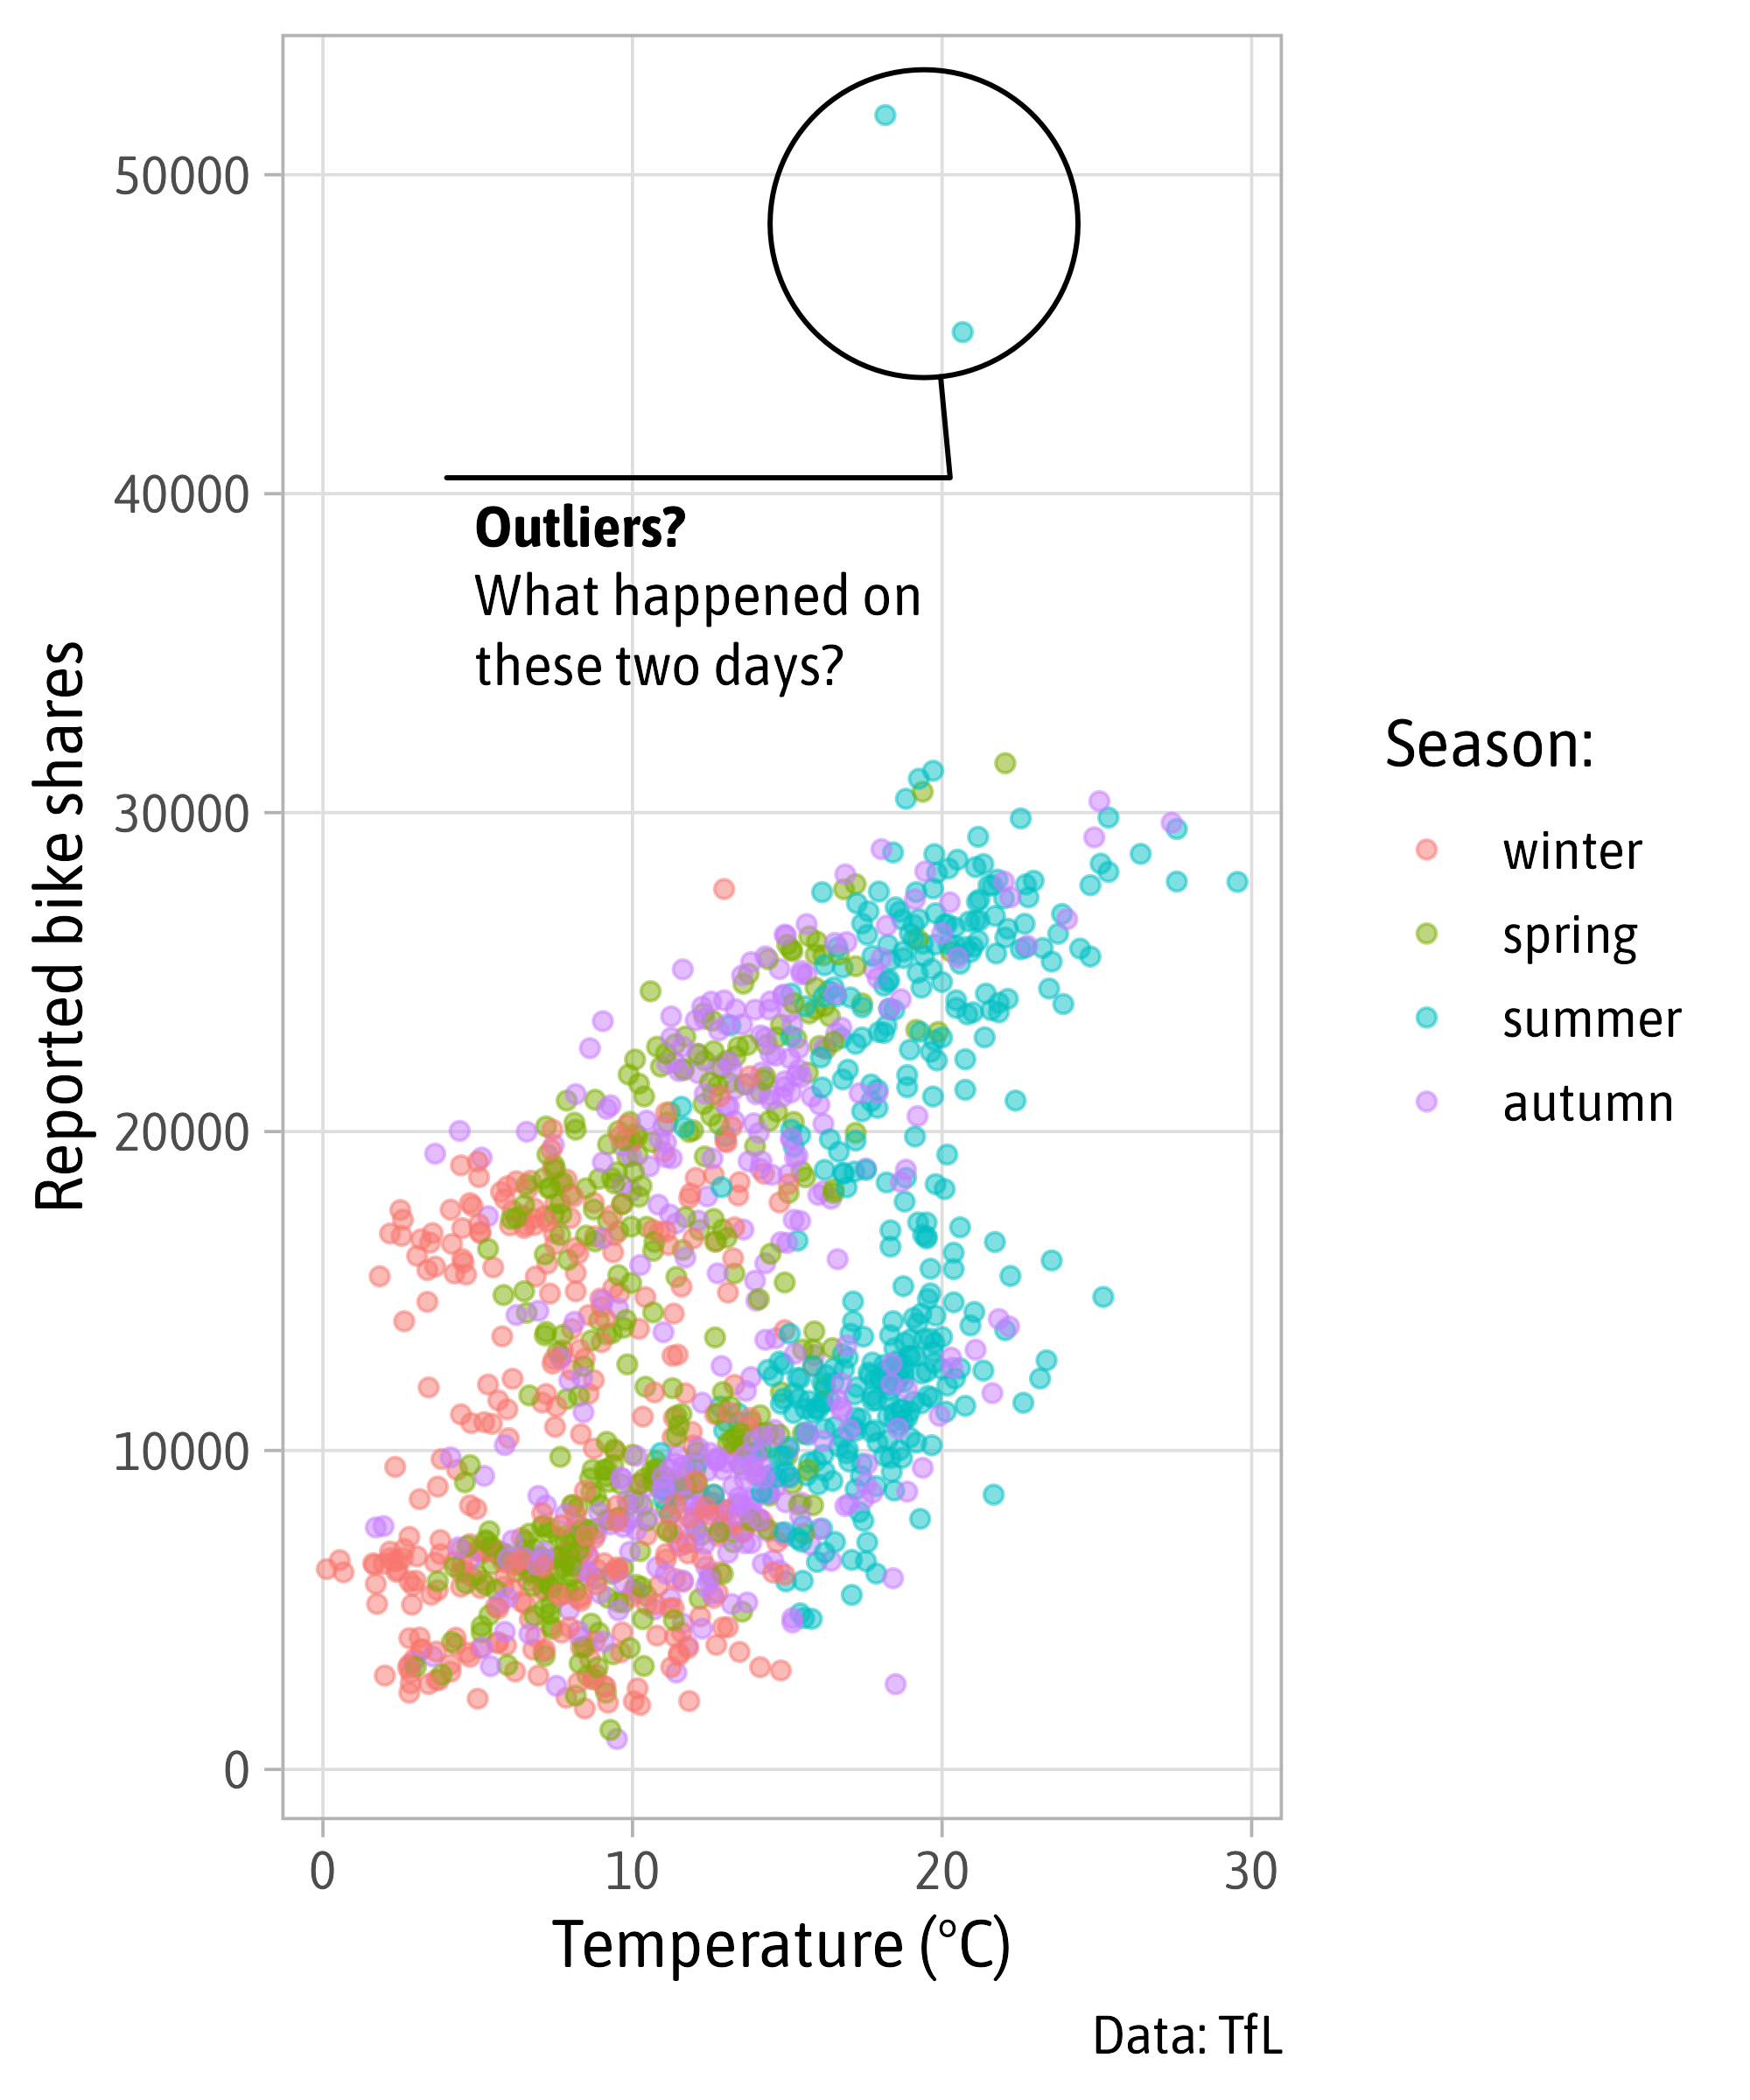 50000
40000
30000
20000
10000
0
Reported bike shares
Outliers?
What happened on
these two days?
0 10 20 30
Temperature (°C)
Season:
winter
spring
summer
autumn
Data: TfL